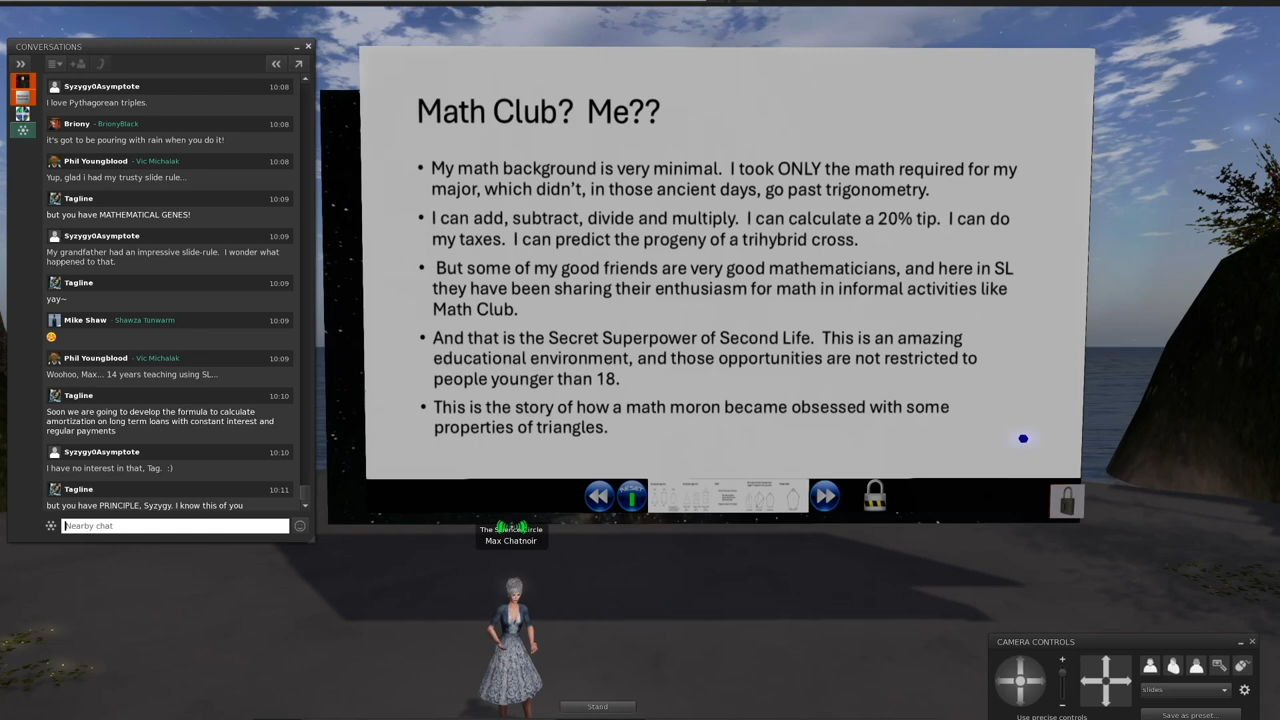 CONVERSATIONS
Syzygy0Asymptote 10:08
I love Pythagorean triples.
Briony - BrionyBlack 10:08
it's got to be pouring with rain when you do it!
Phil Youngblood - Vic Michalak 10:08
Yup, glad i had my trusty slide rule...
Tagline 10:09
but you have MATHEMATICAL GENES!
Syzygy0Asymptote 10:09
My grandfather had an impressive slide-rule.  I wonder what
happened to that.
Tagline 10:09
yay~
Mike Shaw - Shawza Tunwarm 10:09
Phil Youngblood - Vic Michalak 10:09
Woohoo, Max... 14 years teaching using SL...
Tagline 10:10
Soon we are going to develop the formula to calculate
amortization on long term loans with constant interest and
regular payments
Syzygy0Asymptote 10:10
I have no interest in that, Tag.  :)
Tagline 10:11
but you have PRINCIPLE, Syzygy. I know this of you
Nearby chat
Math Club?  Me??
• My math background is very minimal.  I took ONLY the math required for my
major, which didn't, in those ancient days, go past trigonometry.
• I can add, subtract, divide and multiply.  I can calculate a 20% tip.  I can do
my taxes.  I can predict the progeny of a trihybrid cross.
• But some of my good friends are very good mathematicians, and here in SL
they have been sharing their enthusiasm for math in informal activities like
Math Club.
• And that is the Secret Superpower of Second Life.  This is an amazing
educational environment, and those opportunities are not restricted to
people younger than 18.
• This is the story of how a math moron became obsessed with some
properties of triangles.
The Science Circle
Max Chatnoir
Stand
CAMERA CONTROLS
slides
Use precise controls
Save as preset...